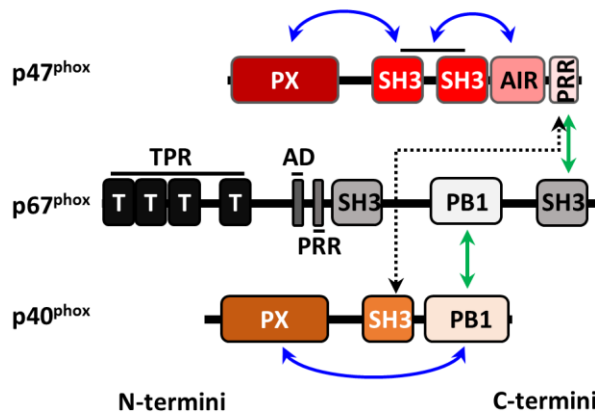 p47phox
PX SH3 SH3 AIR PRR
TPR AD
p67phox
T T T T SH3 PB1 SH3
PRR
p40phox
PX SH3 PB1
N-termini C-termini